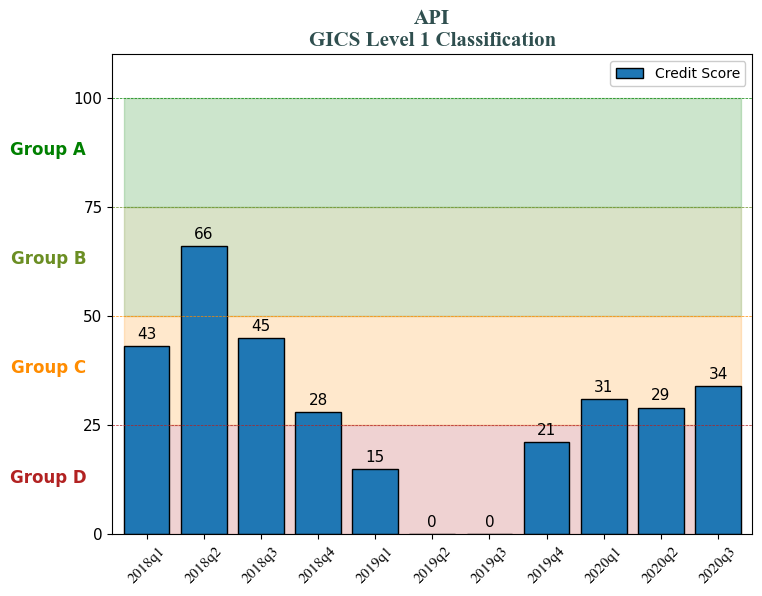 API
GICS Level 1 Classification
Credit Score
100
Group A
75
66
Group B
50
45
43
Group C
34
31
29
28
25
21
Group D
15
0
0
0
2018q1
2018q2
2018q3
2018q4
2019q1
2019q2
2019q3
2019q4
2020q1
2020q2
2020q3